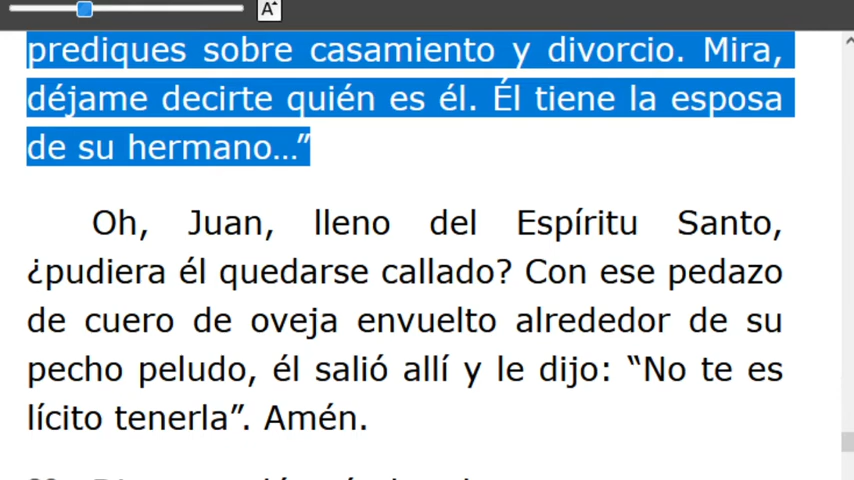 A
prediques sobre casamiento y divorcio. Mira,
déjame decirte quién es él. Él tiene la esposa
de su hermano...”
Oh, Juan, lleno del Espíritu Santo,
¿pudiera él quedarse callado? Con ese pedazo
de cuero de oveja envuelto alrededor de su
pecho peludo, él salió allí y le dijo: “No te es
lícito tenerla”. Amén.